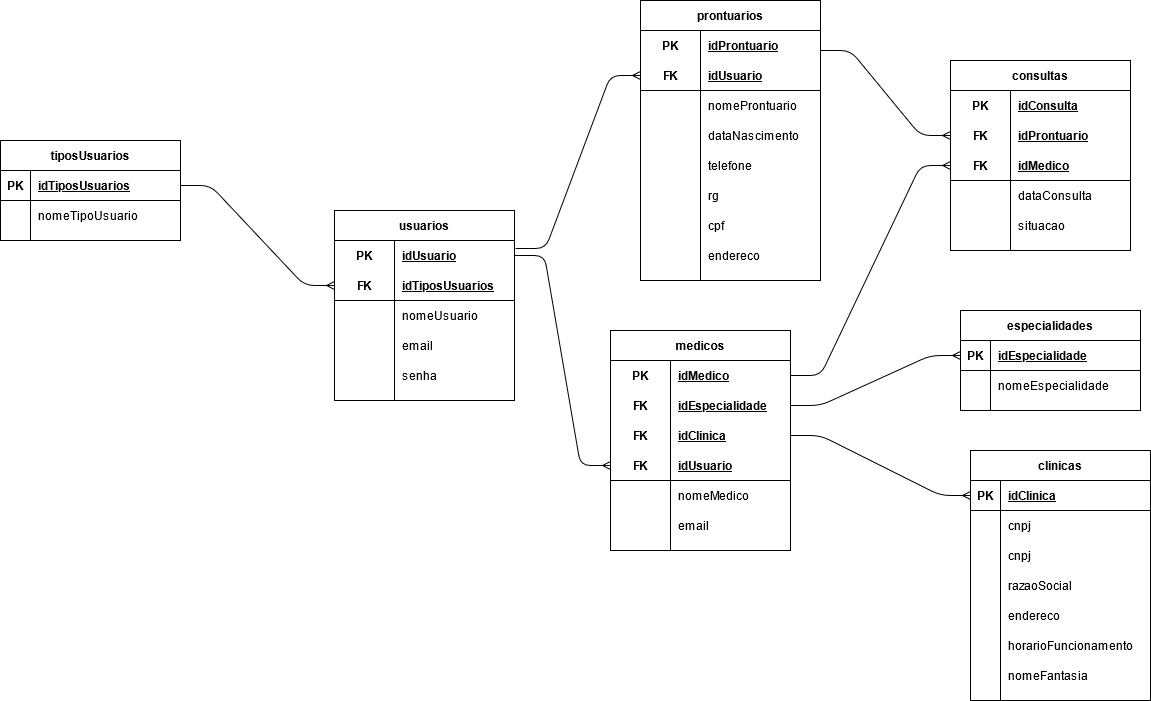 prontuarios
PK idProntuario
FK idUsuario
nomeProntuario
dataNascimento
telefone
rg
cpf
endereco
consultas
PK idConsulta
FK idProntuario
FK idMedico
dataConsulta
situacao
tiposUsuarios
PK idTiposUsuarios
nomeTipoUsuario
usuarios
PK idUsuario
FK idTiposUsuarios
nomeUsuario
email
senha
medicos
PK idMedico
FK idEspecialidade
FK idClinica
FK idUsuario
nomeMedico
email
especialidades
PK idEspecialidade
nomeEspecialidade
clinicas
PK idClinica
cnpj
cnpj
razaoSocial
endereco
horarioFuncionamento
nomeFantasia